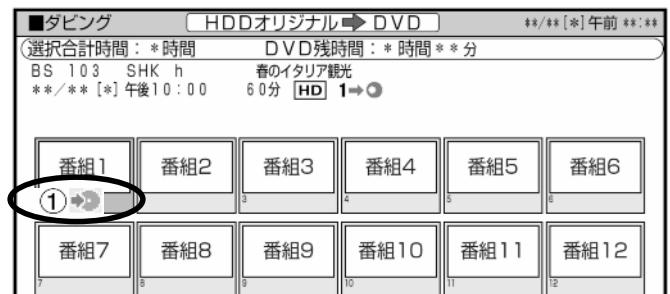 ■ダビング HDDオリジナル➡DVD **/**[*]午前**:**
選択合計時間：*時間 DVD残時間：*時間**分
BS 103 SHK h 春のイタリア観光
**/**[*]午後10:00 60分 HD 1➡
番組1 番組2 番組3 番組4 番組5 番組6
① ➡ 3 4 5 6
番組7 番組8 番組9 番組10 番組11 番組12
7 8 9 10 11 12